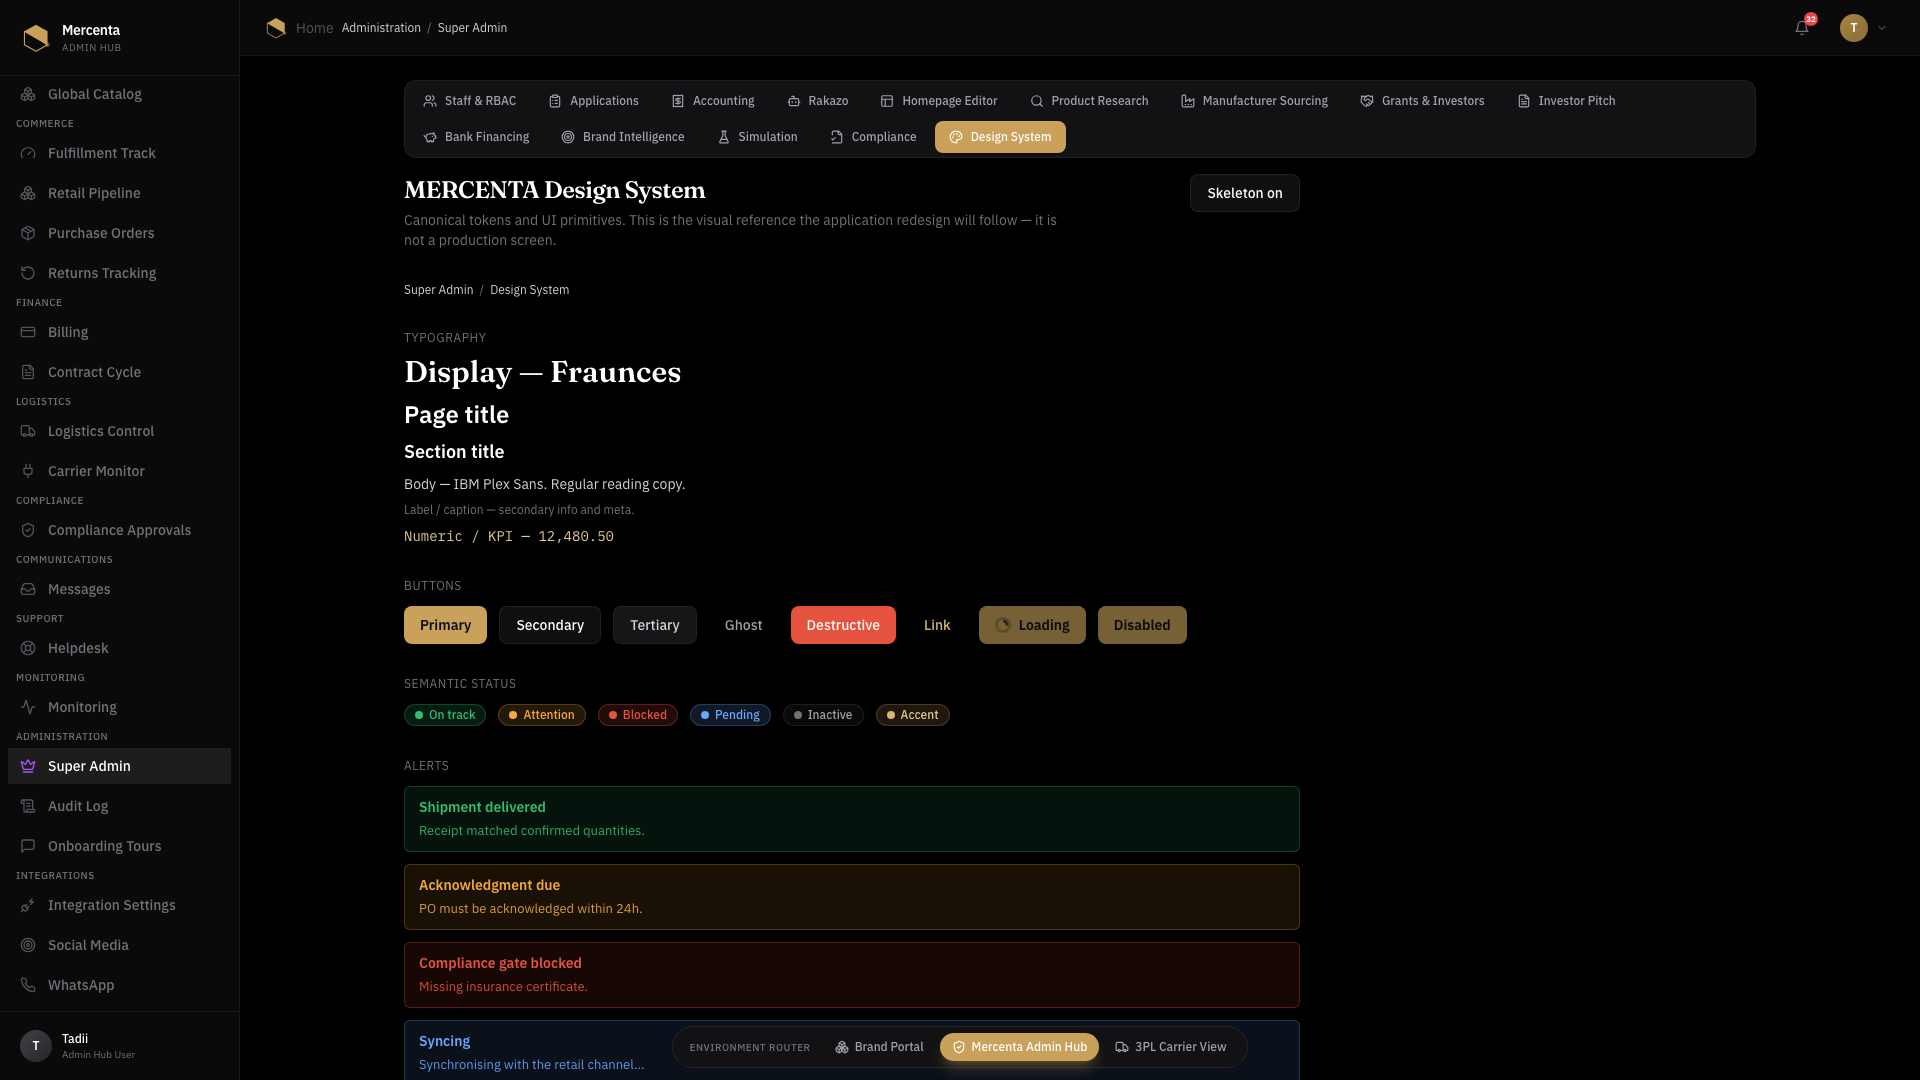 Mercenta
ADMIN HUB
Global Catalog
COMMERCE
Fulfillment Track
Retail Pipeline
Purchase Orders
Returns Tracking
FINANCE
Billing
Contract Cycle
LOGISTICS
Logistics Control
Carrier Monitor
COMPLIANCE
Compliance Approvals
COMMUNICATIONS
Messages
SUPPORT
Helpdesk
MONITORING
Monitoring
ADMINISTRATION
Super Admin
Audit Log
Onboarding Tours
INTEGRATIONS
Integration Settings
Social Media
WhatsApp
T
Tadii
Admin Hub User
Home Administration / Super Admin
32
T
Staff & RBAC Applications Accounting Rakazo Homepage Editor Product Research Manufacturer Sourcing Grants & Investors Investor Pitch
Bank Financing Brand Intelligence Simulation Compliance Design System
MERCENTA Design System
Skeleton on
Canonical tokens and UI primitives. This is the visual reference the application redesign will follow — it is
not a production screen.
Super Admin / Design System
TYPOGRAPHY
Display — Fraunces
Page title
Section title
Body — IBM Plex Sans. Regular reading copy.
Label / caption — secondary info and meta.
Numeric / KPI — 12,480.50
BUTTONS
Primary Secondary Tertiary Ghost Destructive Link Loading Disabled
SEMANTIC STATUS
On track Attention Blocked Pending Inactive Accent
ALERTS
Shipment delivered
Receipt matched confirmed quantities.
Acknowledgment due
PO must be acknowledged within 24h.
Compliance gate blocked
Missing insurance certificate.
Syncing
Synchronising with the retail channel…
ENVIRONMENT ROUTER Brand Portal Mercenta Admin Hub 3PL Carrier View